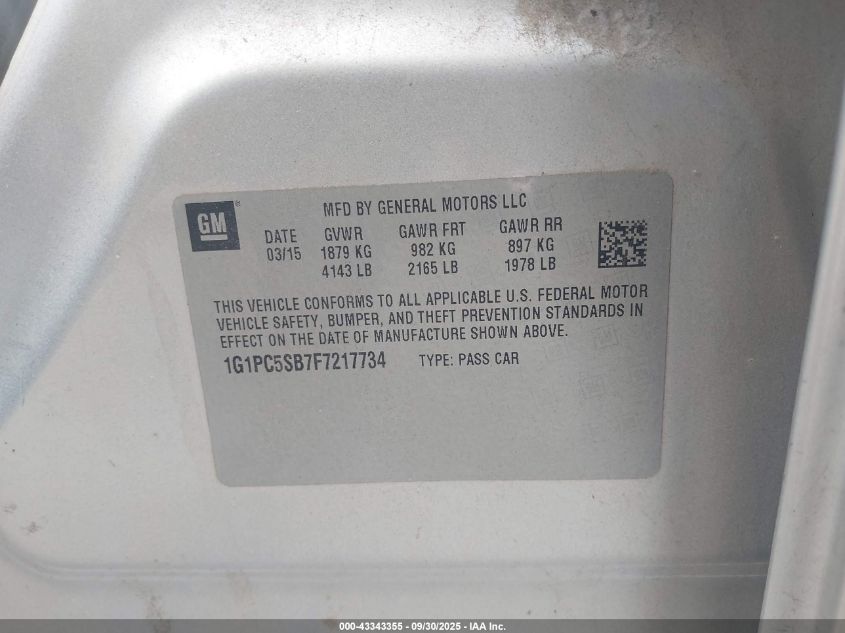 GM®
MFD BY GENERAL MOTORS LLC
DATE GVWR GAWR FRT GAWR RR
03/15 1879 KG 982 KG 897 KG
4143 LB 2165 LB 1978 LB
THIS VEHICLE CONFORMS TO ALL APPLICABLE U.S. FEDERAL MOTOR
VEHICLE SAFETY, BUMPER, AND THEFT PREVENTION STANDARDS IN
EFFECT ON THE DATE OF MANUFACTURE SHOWN ABOVE.
1G1PC5SB7F7217734 TYPE: PASS CAR
000-43343355 - 09/30/2025 - IAA Inc.